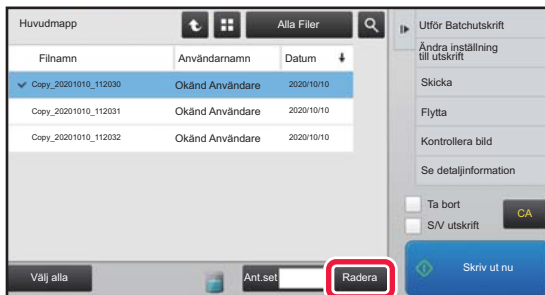 Huvudmapp
Alla Filer
Filnamn Användarnamn Datum
Copy_20201010_112030 Okänd Användare 2020/10/10
Copy_20201010_112031 Okänd Användare 2020/10/10
Copy_20201010_112032 Okänd Användare 2020/10/10
Välj alla
Ant.set
Radera
Utför Batchutskrift
Ändra inställning
till utskrift
Skicka
Flytta
Kontrollera bild
Se detaljinformation
Ta bort
S/V utskrift
CA
Skriv ut nu